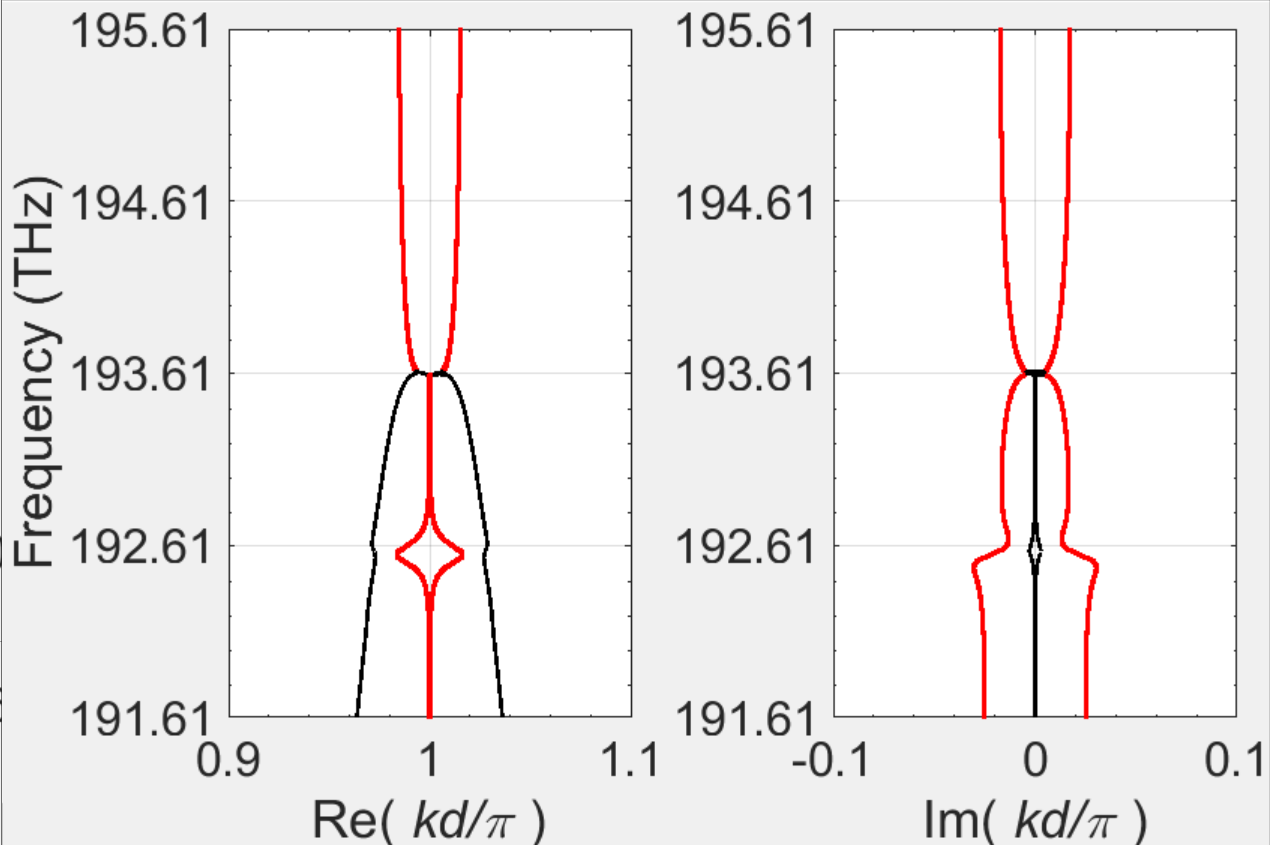 195.61
194.61
193.61
192.61
191.61
Frequency (THz)
0.9 1 1.1
Re( kd/π )
195.61
194.61
193.61
192.61
191.61
-0.1 0 0.1
Im( kd/π )